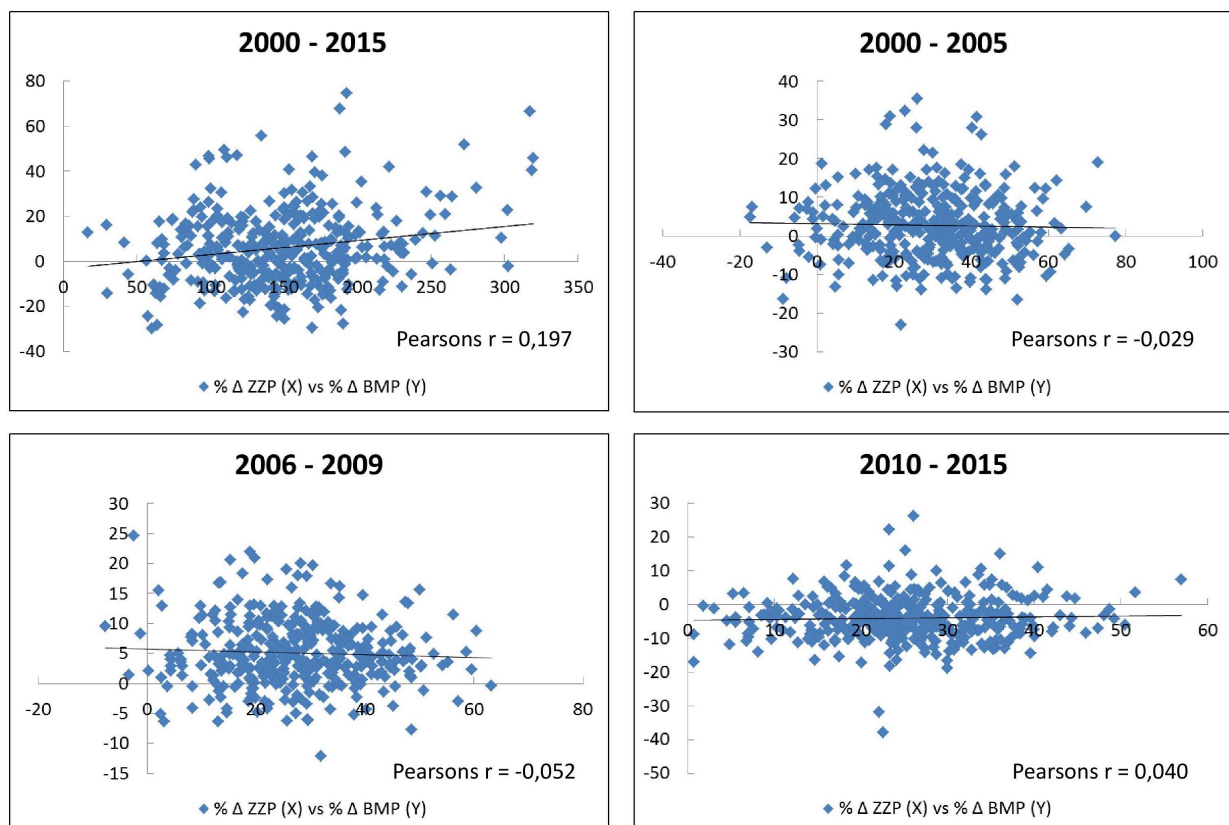 2000 - 2015
80
60
40
20
0
-20
-40
0 50 100 150 200 250 300 350
Pearsons r = 0,197
% Δ ZZP (X) vs % Δ BMP (Y)
2000 - 2005
40
30
20
10
0
-10
-20
-30
-40 -20 0 20 40 60 80 100
Pearsons r = -0,029
% Δ ZZP (X) vs % Δ BMP (Y)
2006 - 2009
30
25
20
15
10
5
0
-5
-10
-15
-20 0 20 40 60 80
Pearsons r = -0,052
% Δ ZZP (X) vs % Δ BMP (Y)
2010 - 2015
30
20
10
0
-10
-20
-30
-40
-50
0 10 20 30 40 50 60
Pearsons r = 0,040
% Δ ZZP (X) vs % Δ BMP (Y)